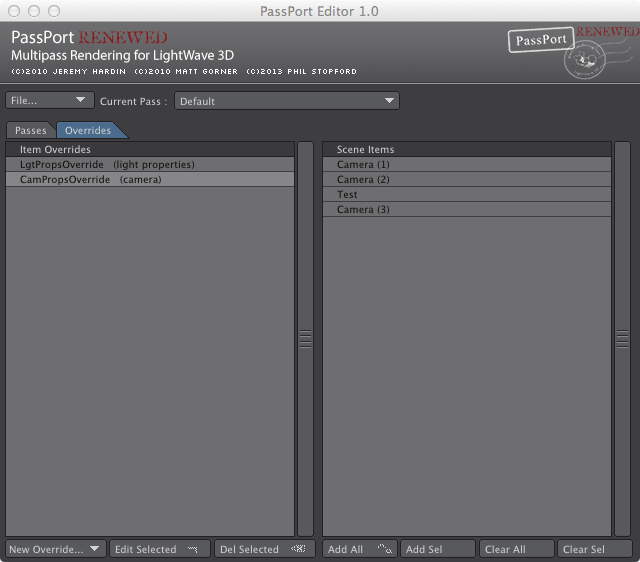 PassPort Editor 1.0
PassPort RENEWED
Multipass Rendering for LightWave 3D
(C)2010 JEREMY HARDIN (C)2010 MATT GORNER (C)2013 PHIL STOPFORD
PassPort RENEWED
File... Current Pass : Default
Passes Overrides
Item Overrides
LgtPropsOverride (light properties)
CamPropsOverride (camera)
Scene Items
Camera (1)
Camera (2)
Test
Camera (3)
New Override... Edit Selected Del Selected Add All Add Sel Clear All Clear Sel